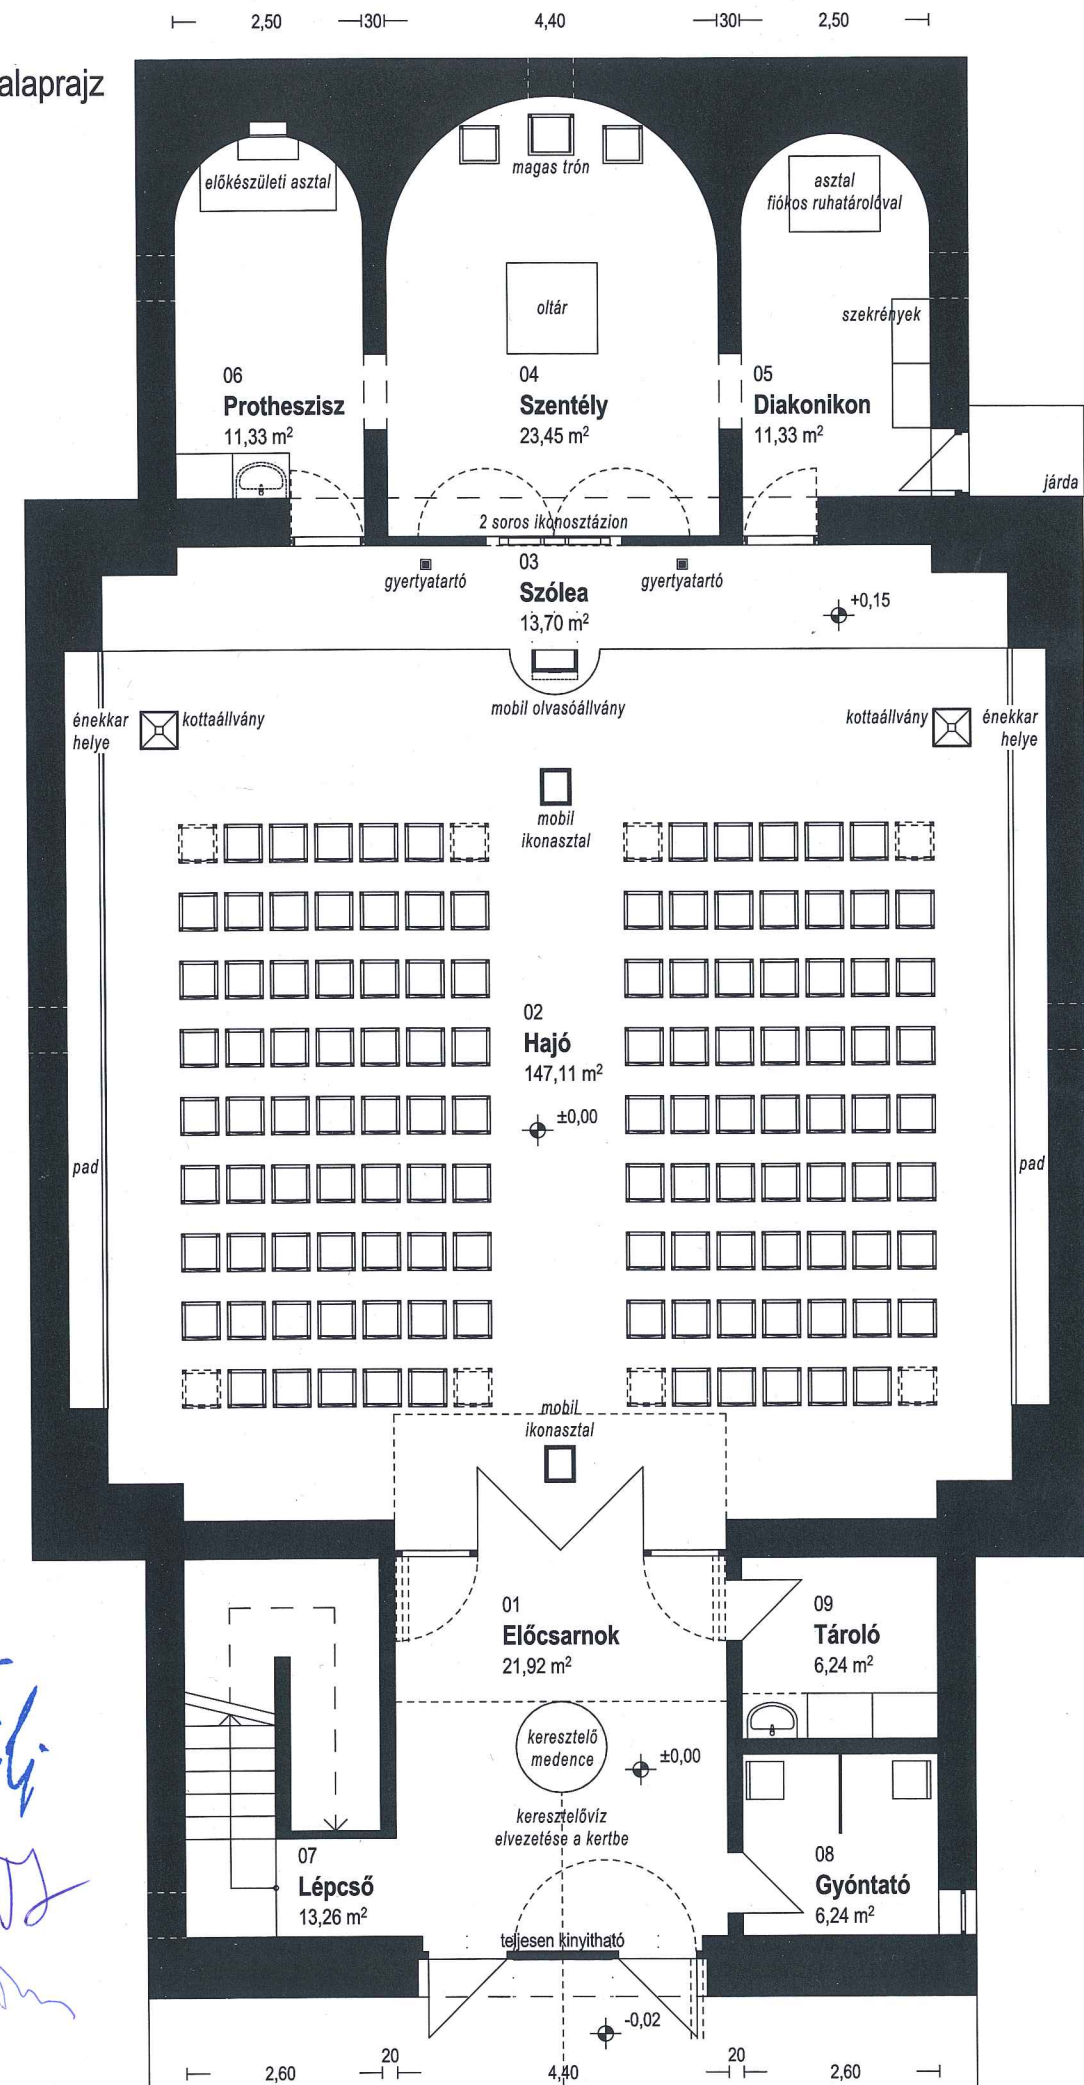 2,50 30 4,40 30 2,50
alaprajz
előkészületi asztal
magas trón
asztal
fiókos ruhatárolóval
oltár
szekrények
06
Protheszisz
11,33 m²
04
Szentély
23,45 m²
05
Diakonikon
11,33 m²
járda
2 soros ikonosztázion
gyertyatartó
03
Szólea
13,70 m²
gyertyatartó
+0,15
mobil olvasóállvány
énekkar
helye
kottaállvány
kottaállvány
énekkar
helye
mobil
ikonasztal
02
Hajó
147,11 m²
±0,00
pad
pad
mobil
ikonasztal
01
Előcsarnok
21,92 m²
09
Tároló
6,24 m²
keresztelő
medence
±0,00
keresztelővíz
elvezetése a kertbe
07
Lépcső
13,26 m²
08
Gyóntató
6,24 m²
teljesen kinyitható
-0,02
2,60 20 4,40 20 2,60